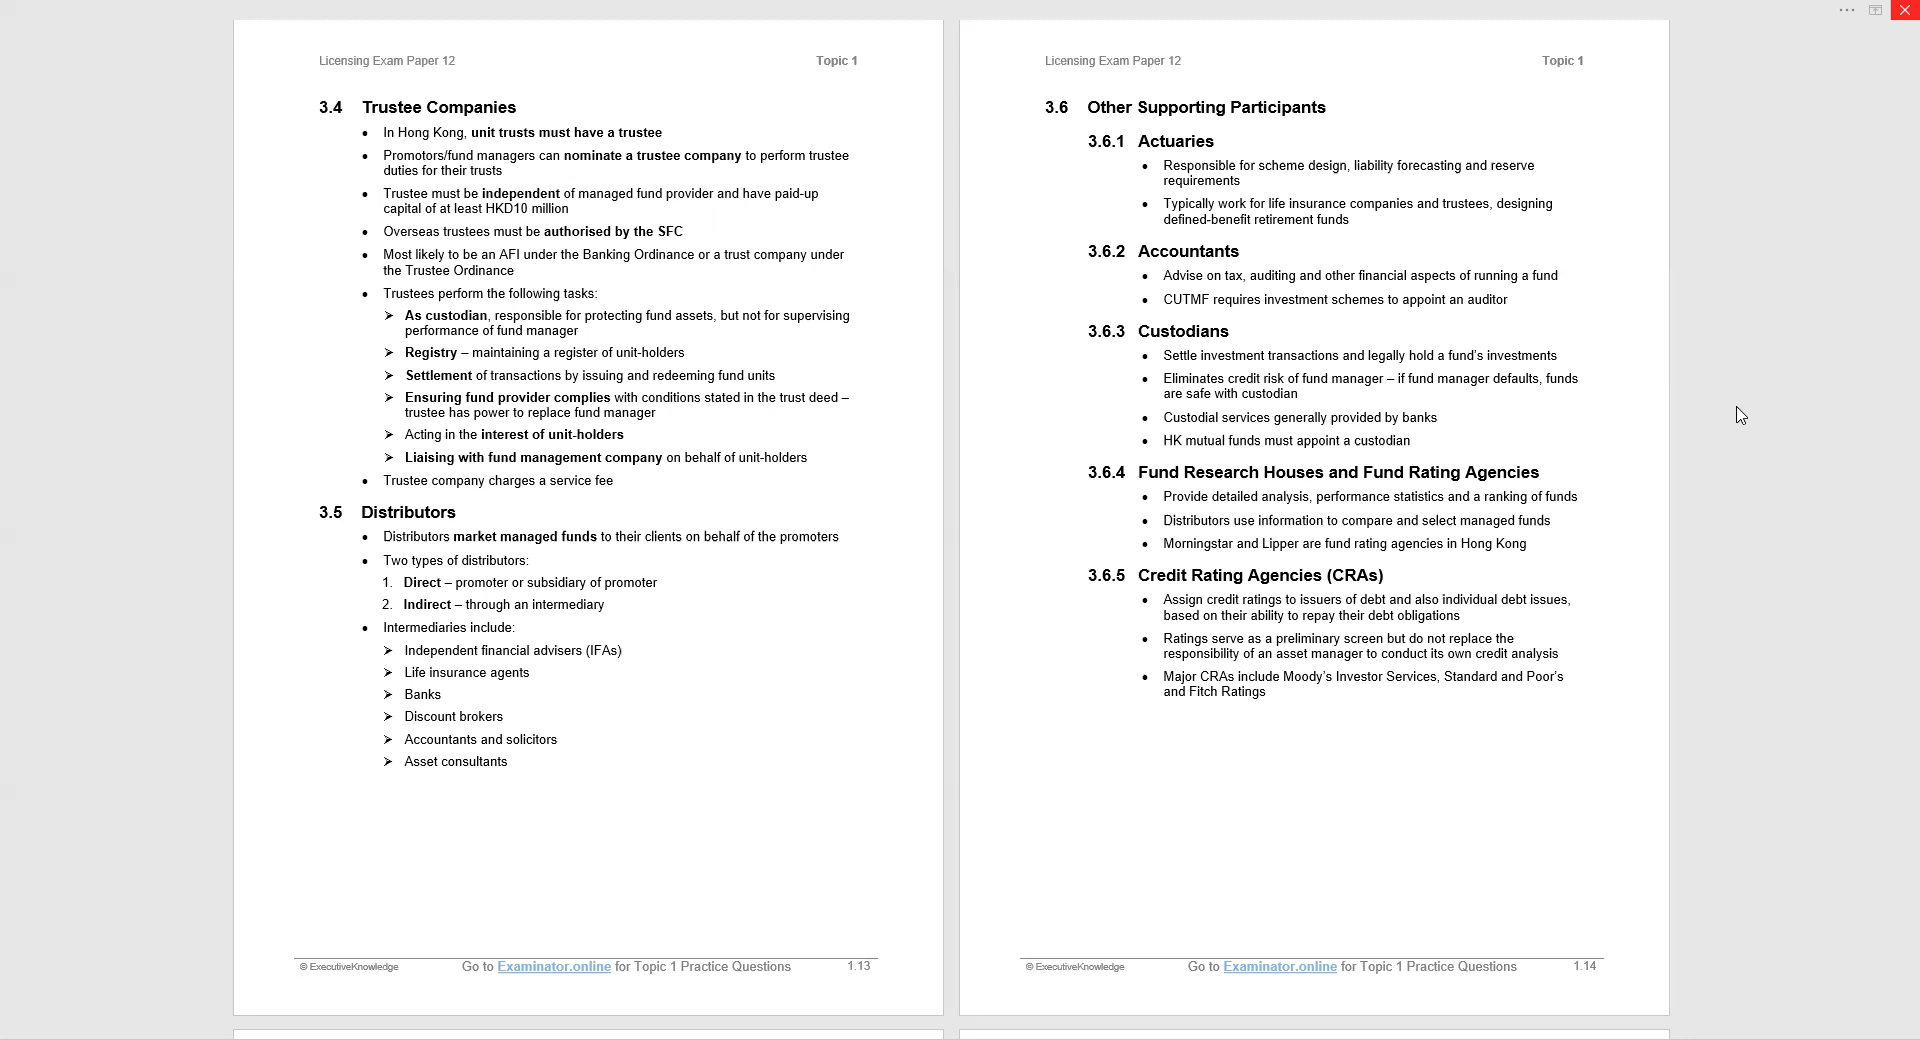 Licensing Exam Paper 12 Topic 1
3.4 Trustee Companies
• In Hong Kong, unit trusts must have a trustee
• Promotors/fund managers can nominate a trustee company to perform trustee
duties for their trusts
• Trustee must be independent of managed fund provider and have paid-up
capital of at least HKD10 million
• Overseas trustees must be authorised by the SFC
• Most likely to be an AFI under the Banking Ordinance or a trust company under
the Trustee Ordinance
• Trustees perform the following tasks:
➢ As custodian, responsible for protecting fund assets, but not for supervising
performance of fund manager
➢ Registry – maintaining a register of unit-holders
➢ Settlement of transactions by issuing and redeeming fund units
➢ Ensuring fund provider complies with conditions stated in the trust deed –
trustee has power to replace fund manager
➢ Acting in the interest of unit-holders
➢ Liaising with fund management company on behalf of unit-holders
• Trustee company charges a service fee
3.5 Distributors
• Distributors market managed funds to their clients on behalf of the promoters
• Two types of distributors:
1. Direct – promoter or subsidiary of promoter
2. Indirect – through an intermediary
• Intermediaries include:
➢ Independent financial advisers (IFAs)
➢ Life insurance agents
➢ Banks
➢ Discount brokers
➢ Accountants and solicitors
➢ Asset consultants
© ExecutiveKnowledge Go to Examinator.online for Topic 1 Practice Questions 1.13
Licensing Exam Paper 12 Topic 1
3.6 Other Supporting Participants
3.6.1 Actuaries
• Responsible for scheme design, liability forecasting and reserve
requirements
• Typically work for life insurance companies and trustees, designing
defined-benefit retirement funds
3.6.2 Accountants
• Advise on tax, auditing and other financial aspects of running a fund
• CUTMF requires investment schemes to appoint an auditor
3.6.3 Custodians
• Settle investment transactions and legally hold a fund's investments
• Eliminates credit risk of fund manager – if fund manager defaults, funds
are safe with custodian
• Custodial services generally provided by banks
• HK mutual funds must appoint a custodian
3.6.4 Fund Research Houses and Fund Rating Agencies
• Provide detailed analysis, performance statistics and a ranking of funds
• Distributors use information to compare and select managed funds
• Morningstar and Lipper are fund rating agencies in Hong Kong
3.6.5 Credit Rating Agencies (CRAs)
• Assign credit ratings to issuers of debt and also individual debt issues,
based on their ability to repay their debt obligations
• Ratings serve as a preliminary screen but do not replace the
responsibility of an asset manager to conduct its own credit analysis
• Major CRAs include Moody's Investor Services, Standard and Poor's
and Fitch Ratings
© ExecutiveKnowledge Go to Examinator.online for Topic 1 Practice Questions 1.14